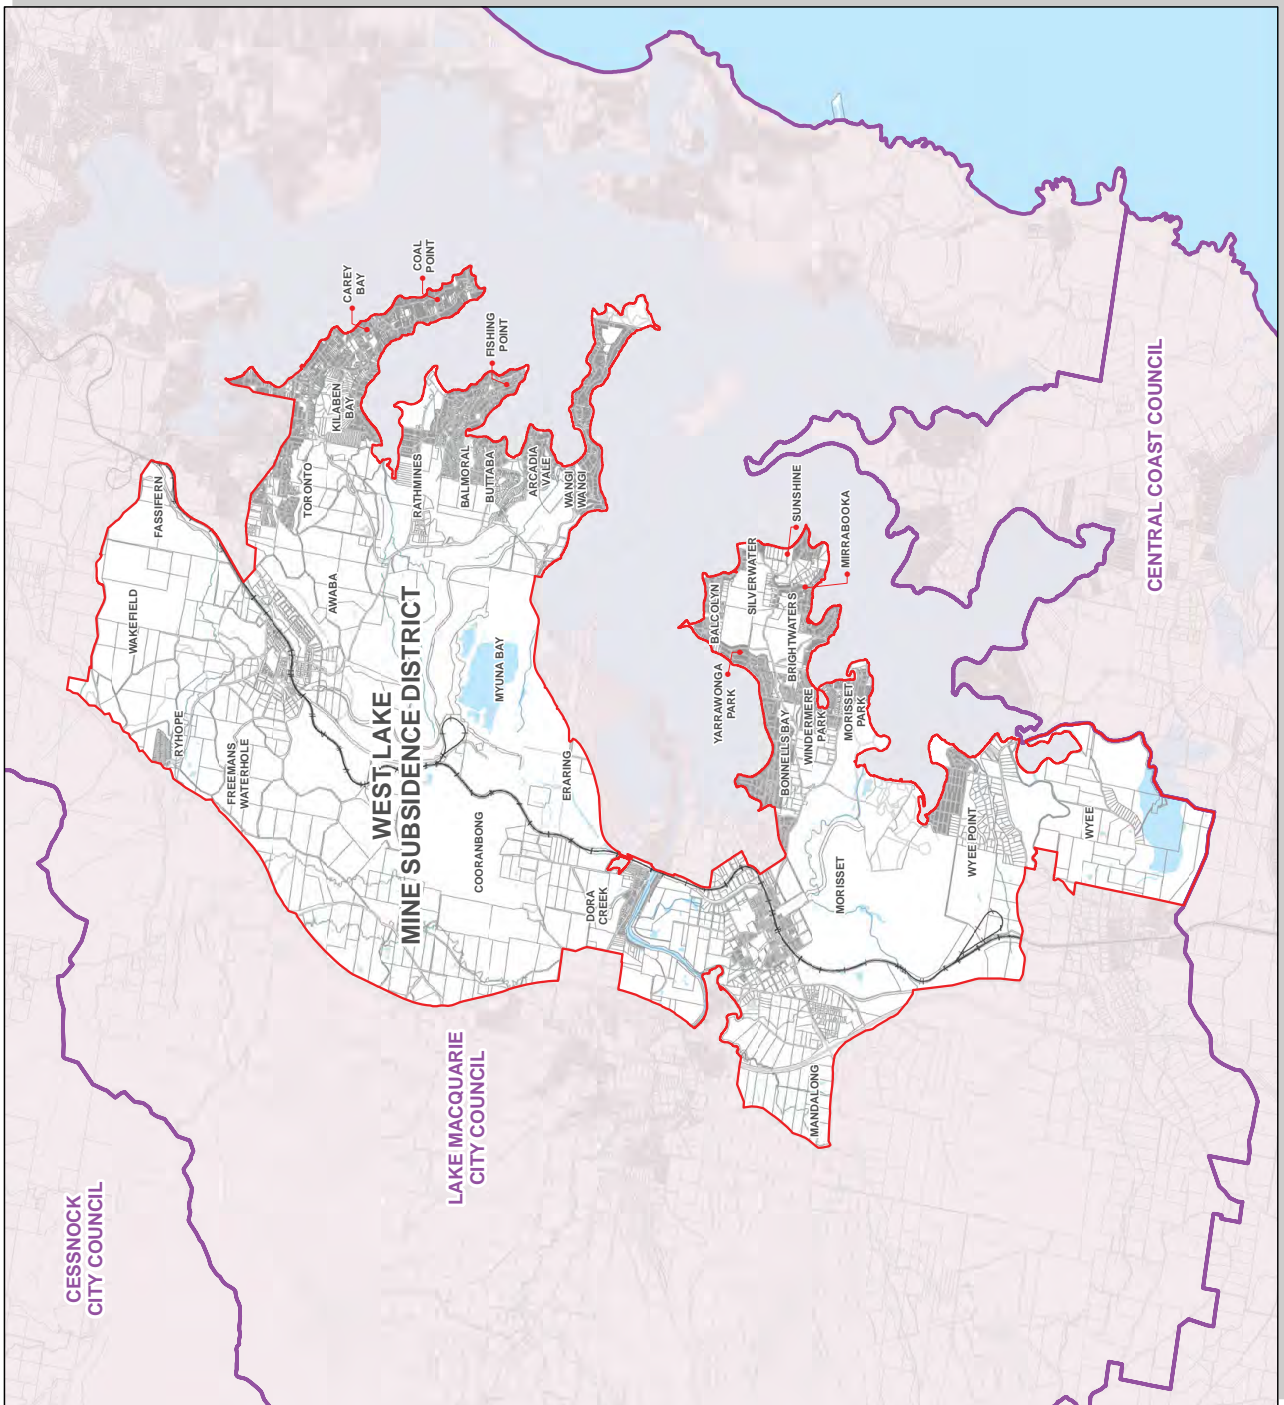 CAREY
BAY
COAL
POINT
FISHING
POINT
KILABEN
BAY
TORONTO
FASSIFERN
RATHMINES
BALMORAL
BUTTABA
ARCADIA
VALE
WANGI
WANGI
WAKEFIELD
AWABA
RYHOPE
FREEMANS
WATERHOLE
WEST LAKE
MINE SUBSIDENCE DISTRICT
MYUNA BAY
ERARING
COORANBONG
DORA
CREEK
SUNSHINE
MIRRABOOKA
SILVERWATER
BALCOLYN
BRIGHTWATERS
YARRAWONGA
PARK
BONNELLS BAY
WINDERMERE
PARK
MORISSET
PARK
MORISSET
WYEE POINT
WYEE
MANDALONG
CENTRAL COAST COUNCIL
LAKE MACQUARIE
CITY COUNCIL
CESSNOCK
CITY COUNCIL